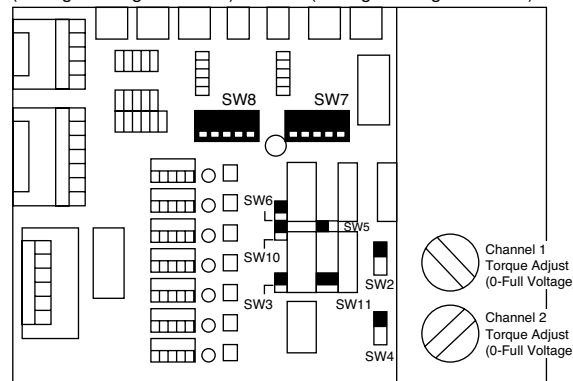 SW8
SW7
SW6
SW5
SW10
SW2
SW3
SW11
SW4
Channel 1
Torque Adjust
(0-Full Voltage
Channel 2
Torque Adjust
(0-Full Voltage